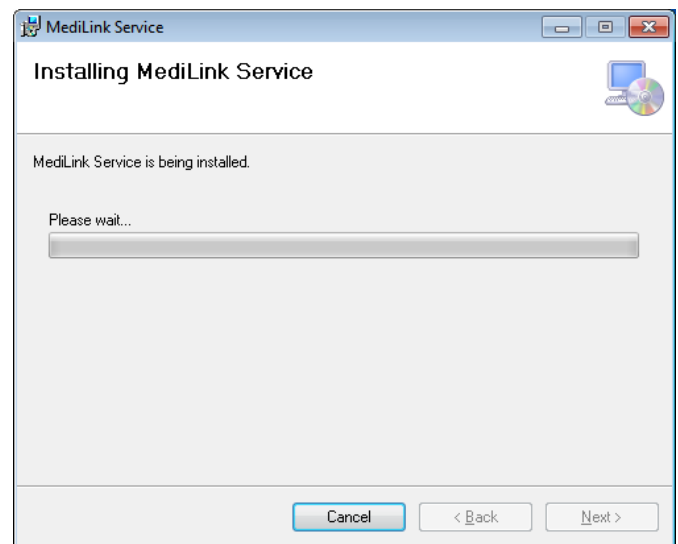 MediLink Service
Installing MediLink Service
MediLink Service is being installed.
Please wait...
Cancel
< Back
Next >